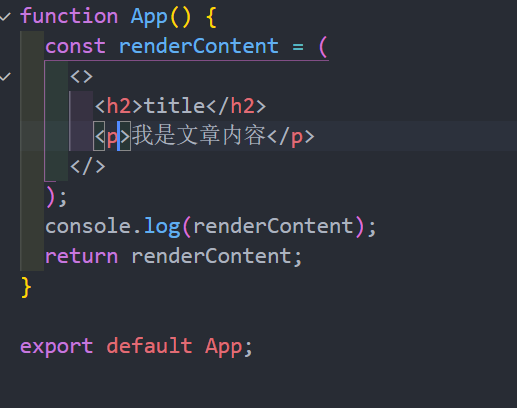 function App() {
const renderContent = (
<>
<h2>title</h2>
<p>我是文章内容</p>
</>
);
console.log(renderContent);
return renderContent;
}
export default App;